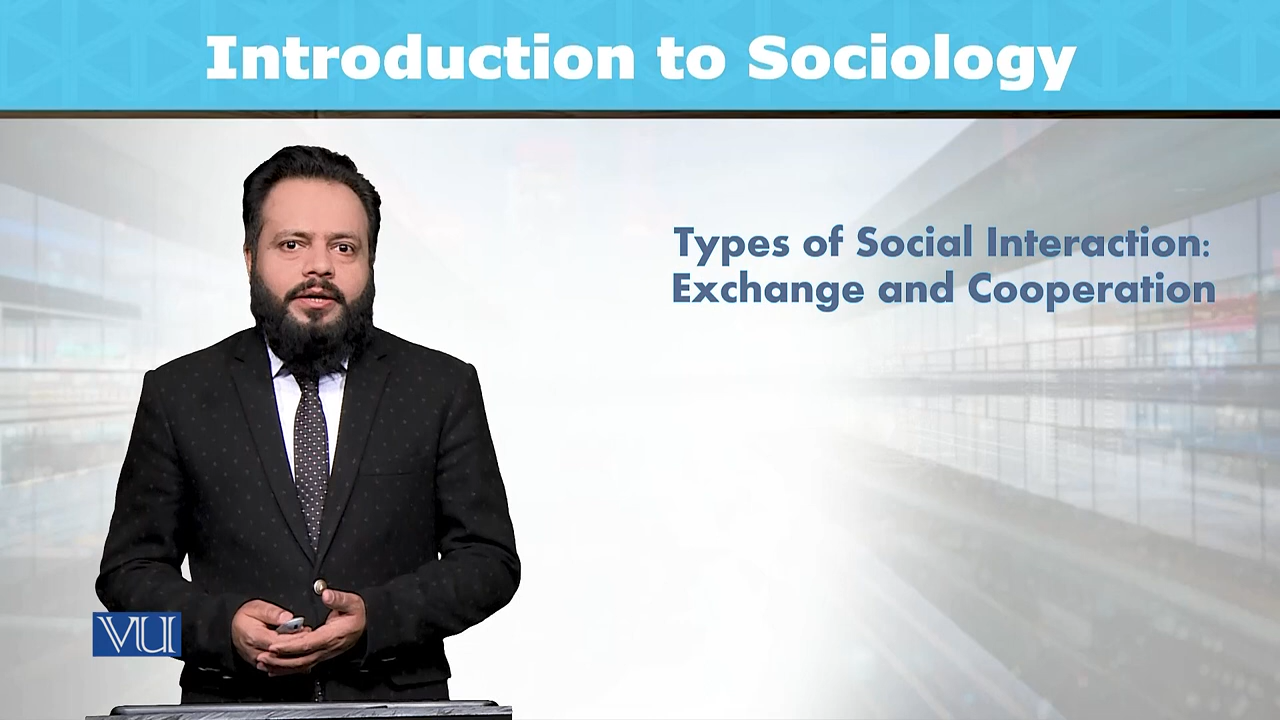 Introduction to Sociology
Types of Social Interaction:
Exchange and Cooperation
VU